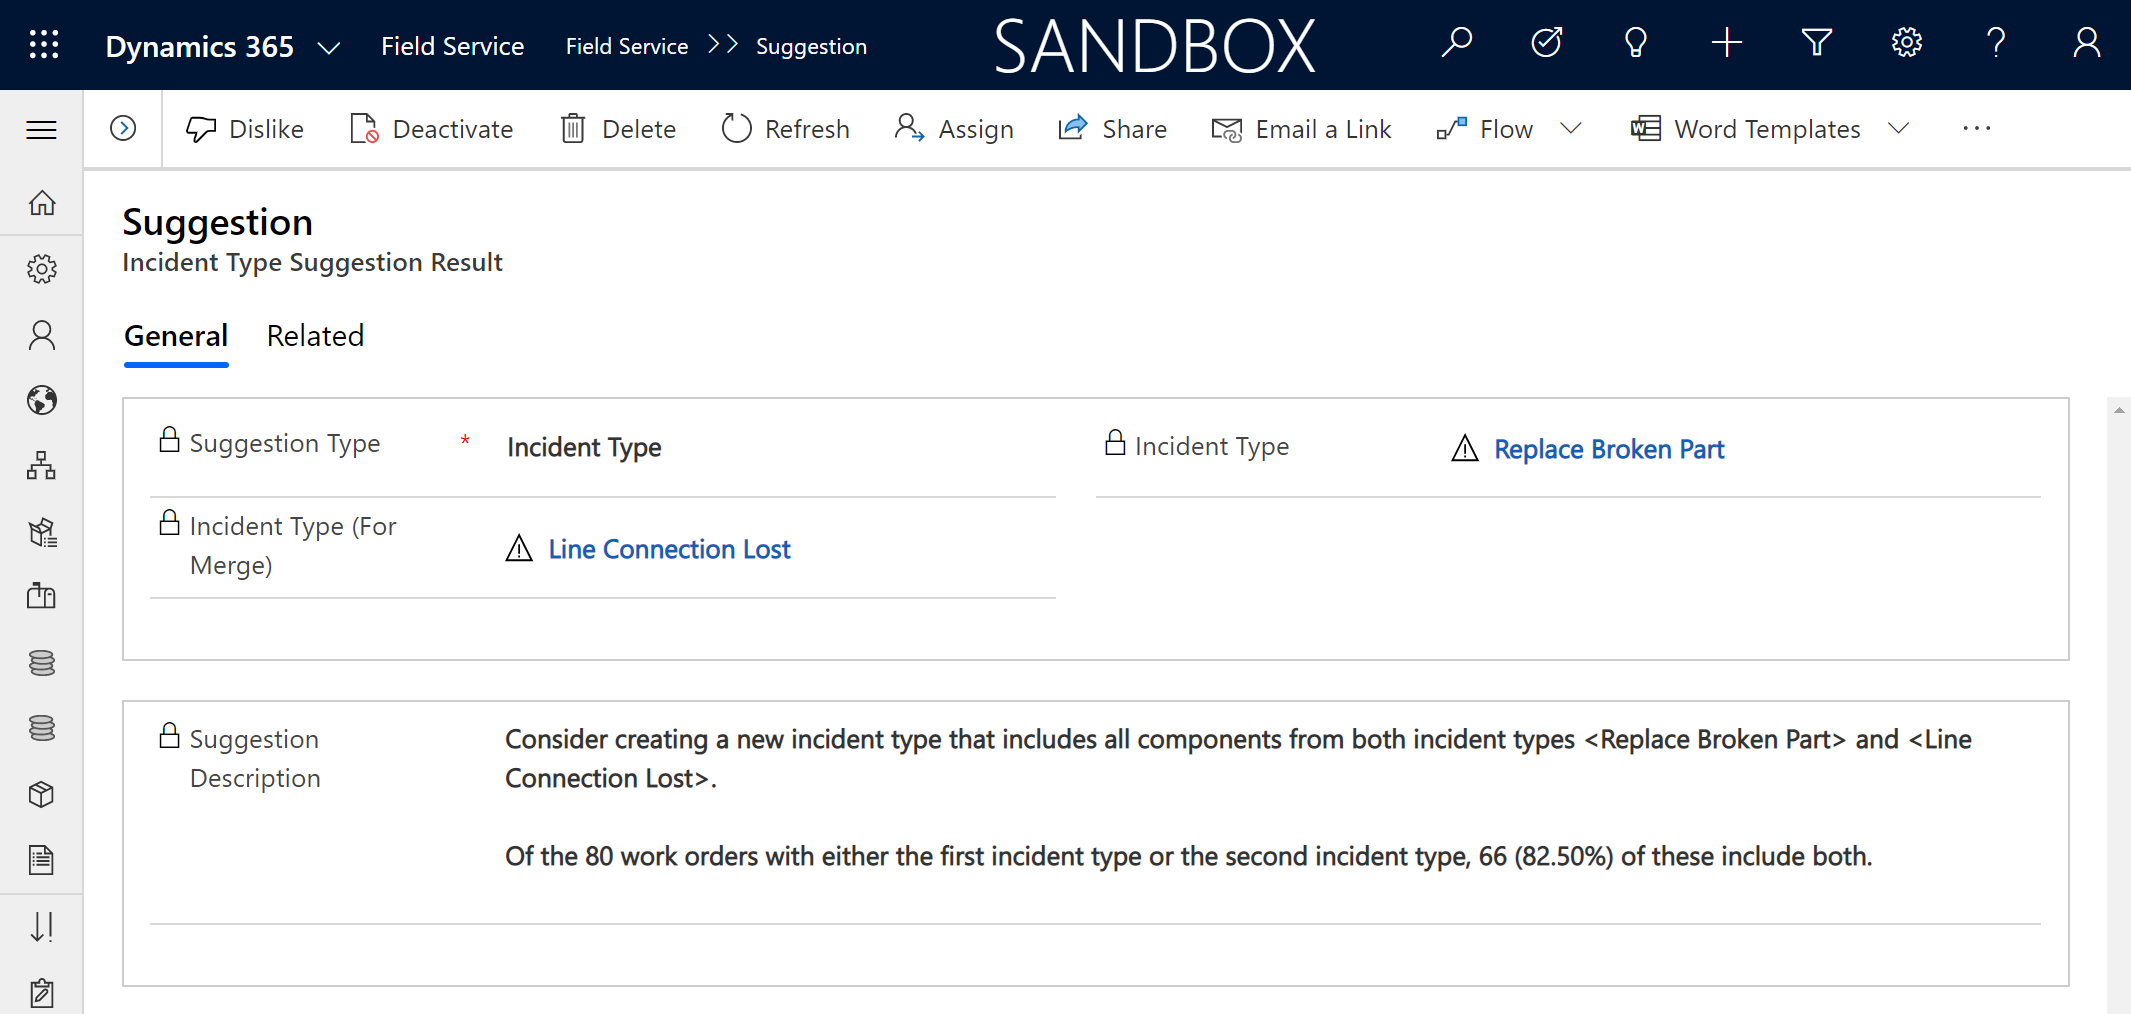 Dynamics 365 Field Service Field Service >> Suggestion SANDBOX ?
Dislike Deactivate Delete Refresh Assign Share Email a Link Flow Word Templates ...
Suggestion
Incident Type Suggestion Result
General Related
Suggestion Type * Incident Type
Incident Type Replace Broken Part
Incident Type (For
Merge)
Line Connection Lost
Suggestion
Description
Consider creating a new incident type that includes all components from both incident types <Replace Broken Part> and <Line
Connection Lost>.
Of the 80 work orders with either the first incident type or the second incident type, 66 (82.50%) of these include both.